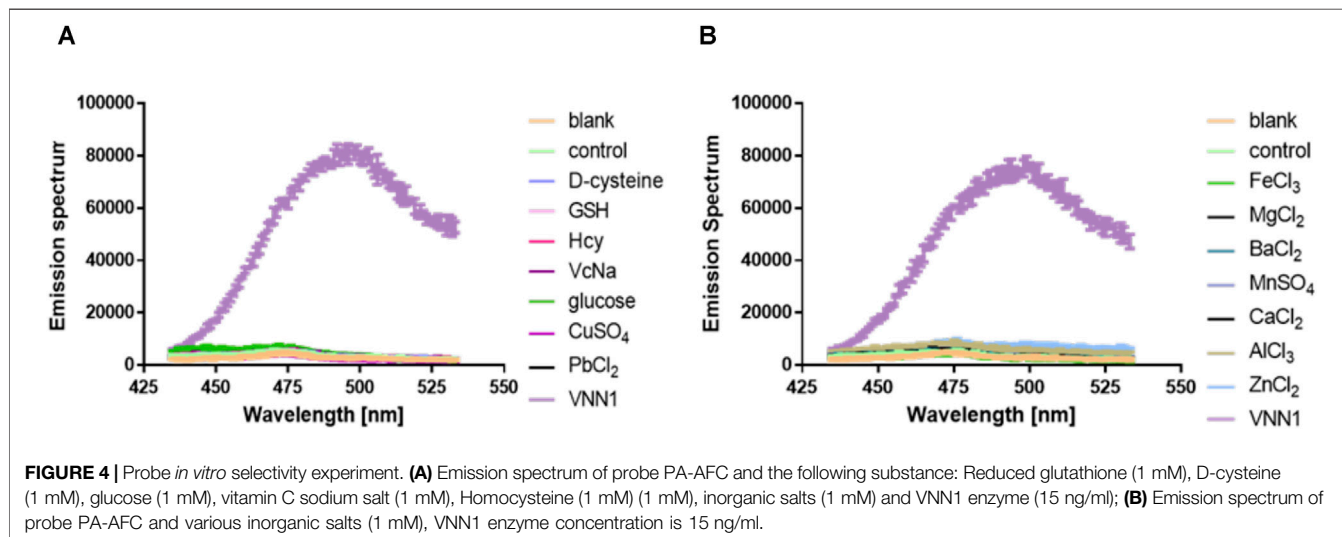 A
100000
80000
60000
40000
20000
0
Emission spectrum
425
450
475
500
525
550
Wavelength [nm]
blank
control
D-cysteine
GSH
Hcy
VcNa
glucose
CuSO₄
PbCl₂
VNN1
B
100000
80000
60000
40000
20000
0
Emission Spectrum
425
450
475
500
525
550
Wavelength [nm]
blank
control
FeCl₃
MgCl₂
BaCl₂
MnSO₄
CaCl₂
AlCl₃
ZnCl₂
VNN1
FIGURE 4 | Probe in vitro selectivity experiment. (A) Emission spectrum of probe PA-AFC and the following substance: Reduced glutathione (1 mM), D-cysteine
(1 mM), glucose (1 mM), vitamin C sodium salt (1 mM), Homocysteine (1 mM) (1 mM), inorganic salts (1 mM) and VNN1 enzyme (15 ng/ml); (B) Emission spectrum of
probe PA-AFC and various inorganic salts (1 mM), VNN1 enzyme concentration is 15 ng/ml.